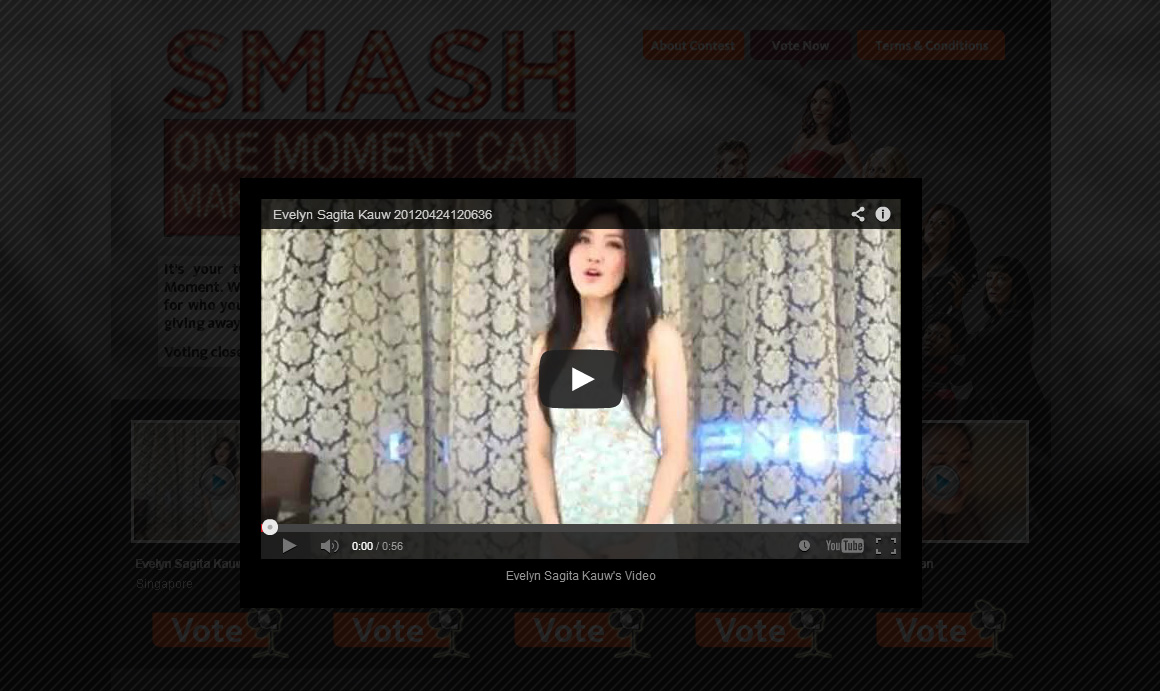 SMASH
ONE MOMENT CAN
MAK
About Contest
Vote Now
Terms & Conditions
It's your t
Moment. W
for who you
giving away
Voting close
Evelyn Sagita Kauw 20120424120636
0:00 / 0:56
YouTube
Evelyn Sagita Kauw's Video
Evelyn Sagita Kauw
Singapore
Vote
Vote
Vote
Vote
Vote